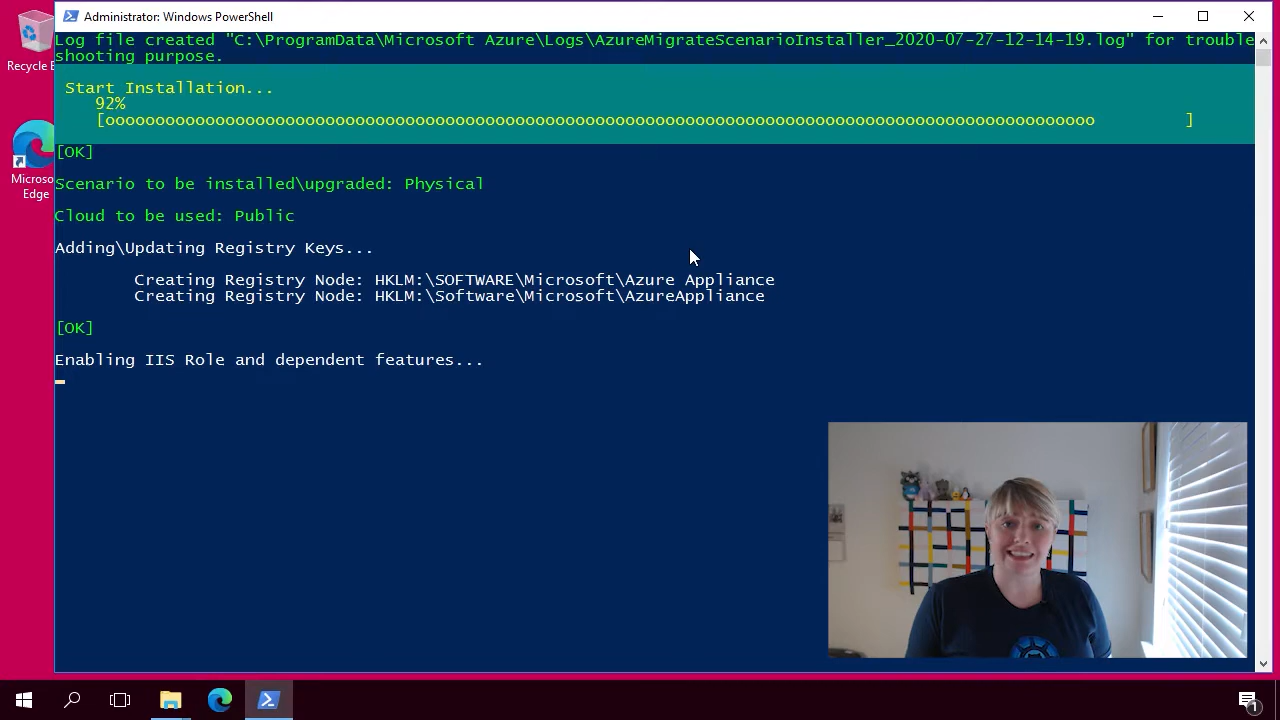 Administrator: Windows PowerShell
Recycle
Log file created "C:\ProgramData\Microsoft Azure\Logs\AzureMigrateScenarioInstaller_2020-07-27-12-14-19.log" for trouble
shooting purpose.
Start Installation...
92%
[ooooooooooooooooooooooooooooooooooooooooooooooooooooooooooooooooooooooooooooooooooooooooooooooooooo         ]
[OK]
Scenario to be installed\upgraded: Physical
Microso
Edge
Cloud to be used: Public
Adding\Updating Registry Keys...
Creating Registry Node: HKLM:\SOFTWARE\Microsoft\Azure Appliance
Creating Registry Node: HKLM:\Software\Microsoft\AzureAppliance
[OK]
Enabling IIS Role and dependent features...
1